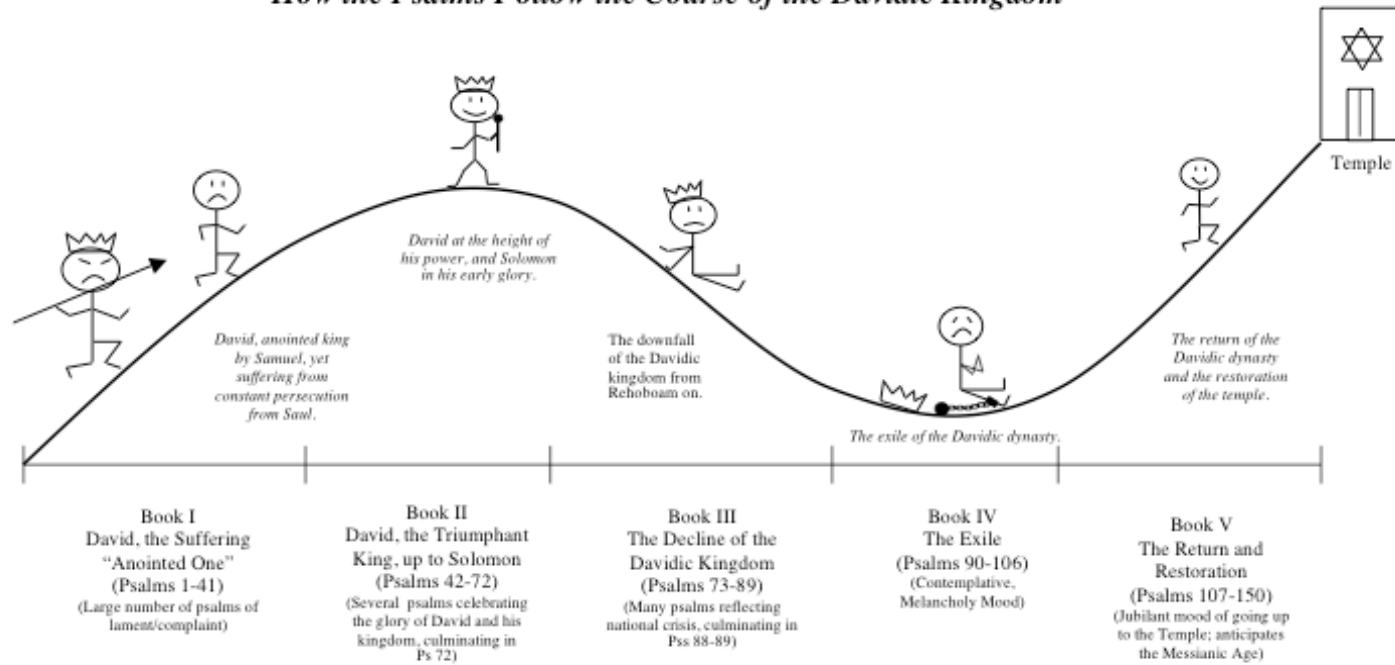 How the Psalms Follow the Course of the Davidic Kingdom
Temple
David at the height of
his power, and Solomon
in his early glory.
David, anointed king
by Samuel, yet
suffering from
constant persecution
from Saul.
The downfall
of the Davidic
kingdom from
Rehoboam on.
The exile of the Davidic dynasty.
The return of the
Davidic dynasty
and the restoration
of the temple.
Book I
David, the Suffering
“Anointed One”
(Psalms 1-41)
(Large number of psalms of
lament/complaint)
Book II
David, the Triumphant
King, up to Solomon
(Psalms 42-72)
(Several psalms celebrating
the glory of David and his
kingdom, culminating in
Ps 72)
Book III
The Decline of the
Davidic Kingdom
(Psalms 73-89)
(Many psalms reflecting
national crisis, culminating in
Pss 88-89)
Book IV
The Exile
(Psalms 90-106)
(Contemplative,
Melancholy Mood)
Book V
The Return and
Restoration
(Psalms 107-150)
(Jubilant mood of going up
to the Temple; anticipates
the Messianic Age)